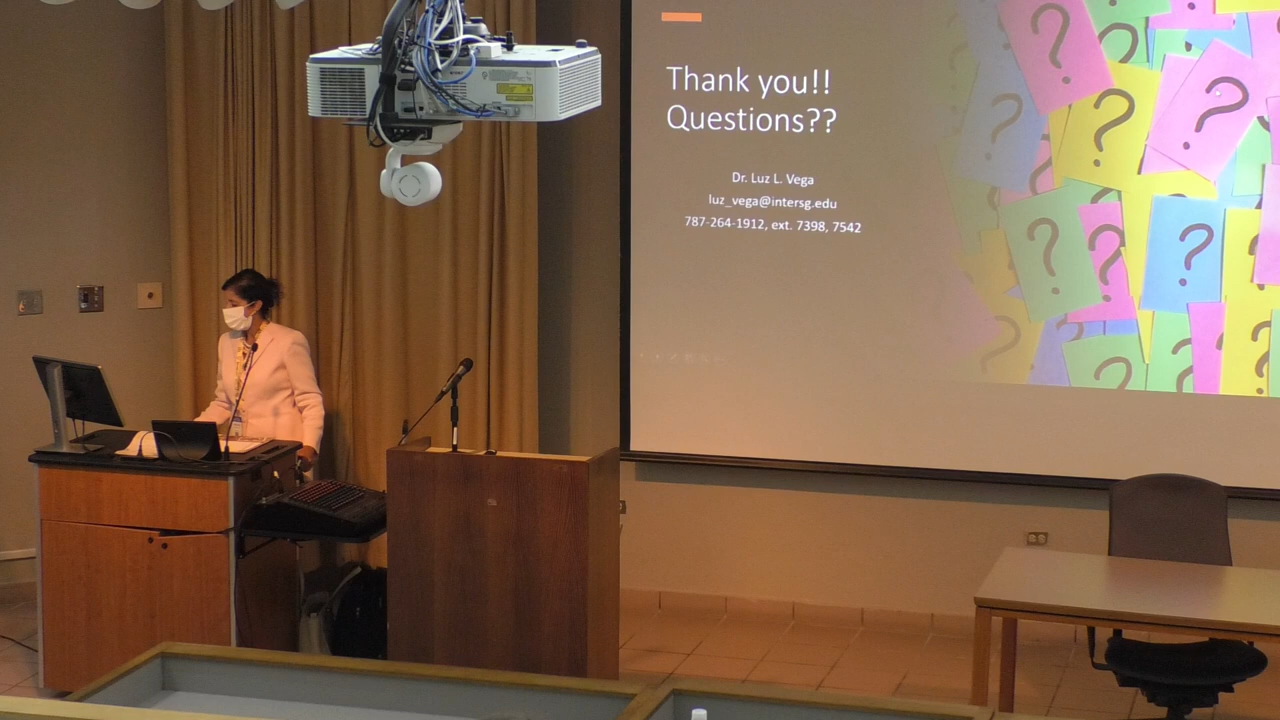 Thank you!!
Questions??
Dr. Luz L. Vega
luz_vega@intersg.edu
787-264-1912, ext. 7398, 7542
?
?
?
?
?
?
?
?
?
?
?
?
?